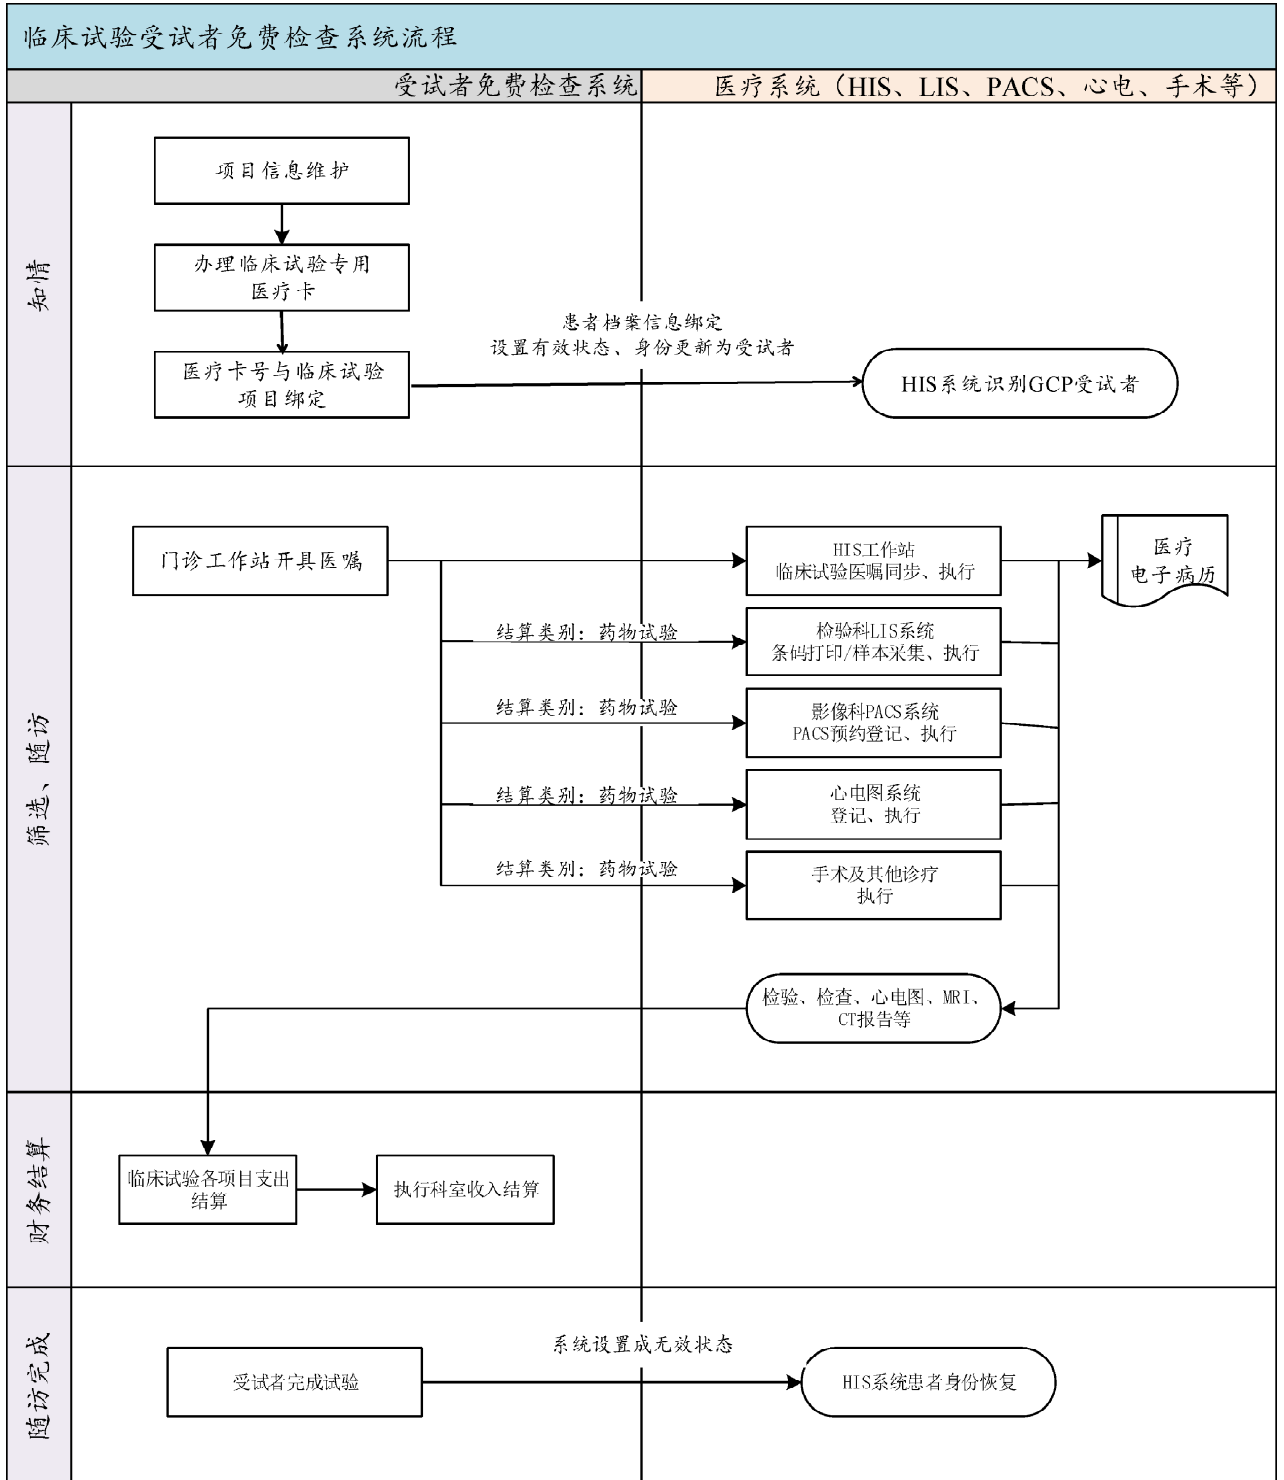 临床试验受试者免费检查系统流程
受试者免费检查系统
医疗系统（HIS、LIS、PACS、心电、手术等）
知情
项目信息维护
办理临床试验专用
医疗卡
医疗卡号与临床试验
项目绑定
患者档案信息绑定
设置有效状态、身份更新为受试者
HIS系统识别GCP受试者
筛选、随访
门诊工作站开具医嘱
HIS工作站
临床试验医嘱同步、执行
医疗
电子病历
结算类别：药物试验
检验科LIS系统
条码打印/样本采集、执行
结算类别：药物试验
影像科PACS系统
PACS预约登记、执行
结算类别：药物试验
心电图系统
登记、执行
结算类别：药物试验
手术及其他诊疗
执行
检验、检查、心电图、MRI、
CT报告等
财务结算
临床试验各项目支出
结算
执行科室收入结算
随访完成
受试者完成试验
系统设置成无效状态
HIS系统患者身份恢复